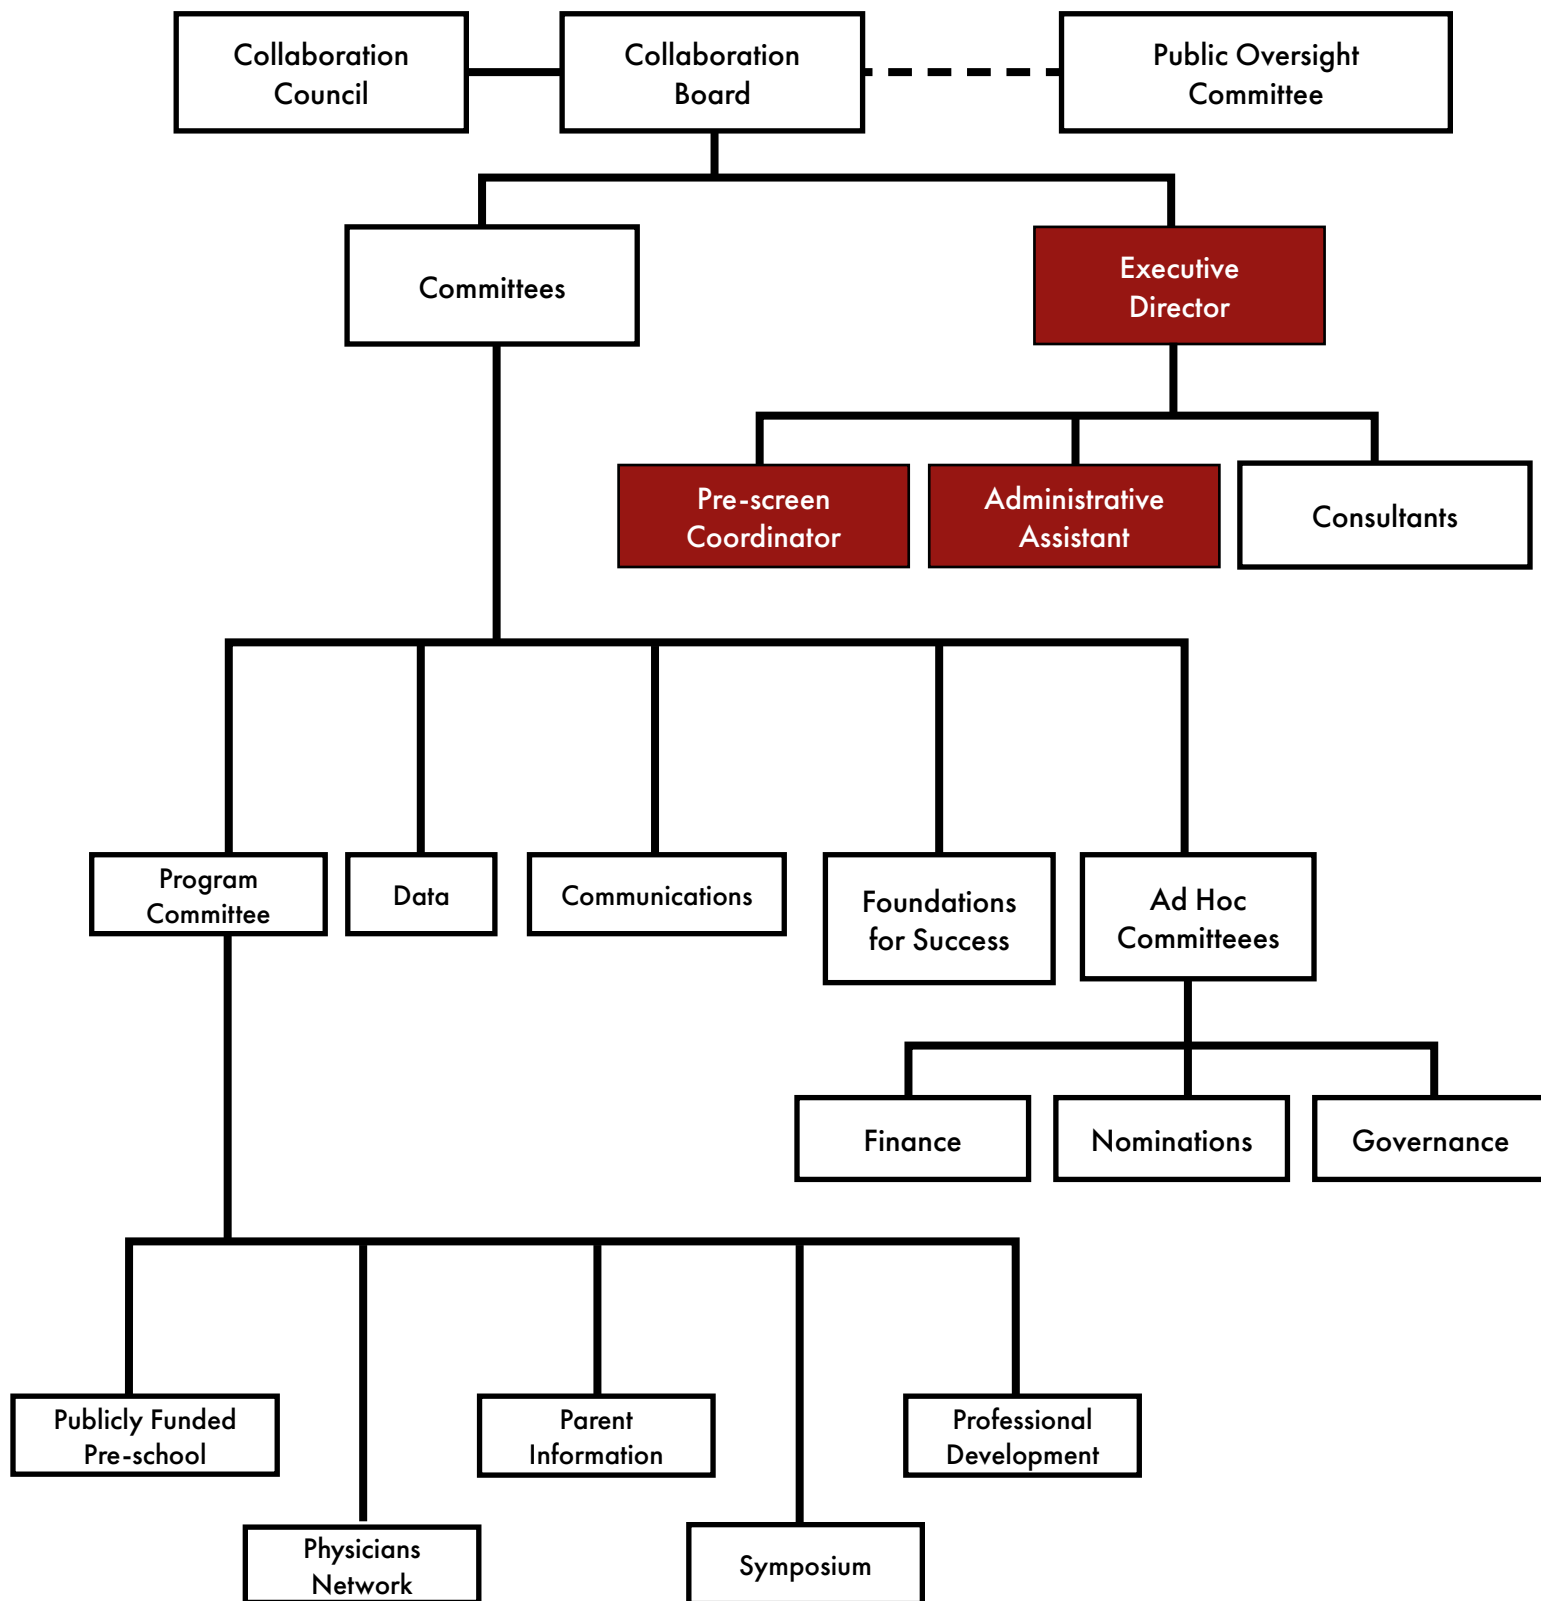 Collaboration
Council
Collaboration
Board
Public Oversight
Committee
Committees
Executive
Director
Pre-screen
Coordinator
Administrative
Assistant
Consultants
Program
Committee
Data
Communications
Foundations
for Success
Ad Hoc
Committeees
Finance
Nominations
Governance
Publicly Funded
Pre-school
Parent
Information
Professional
Development
Physicians
Network
Symposium